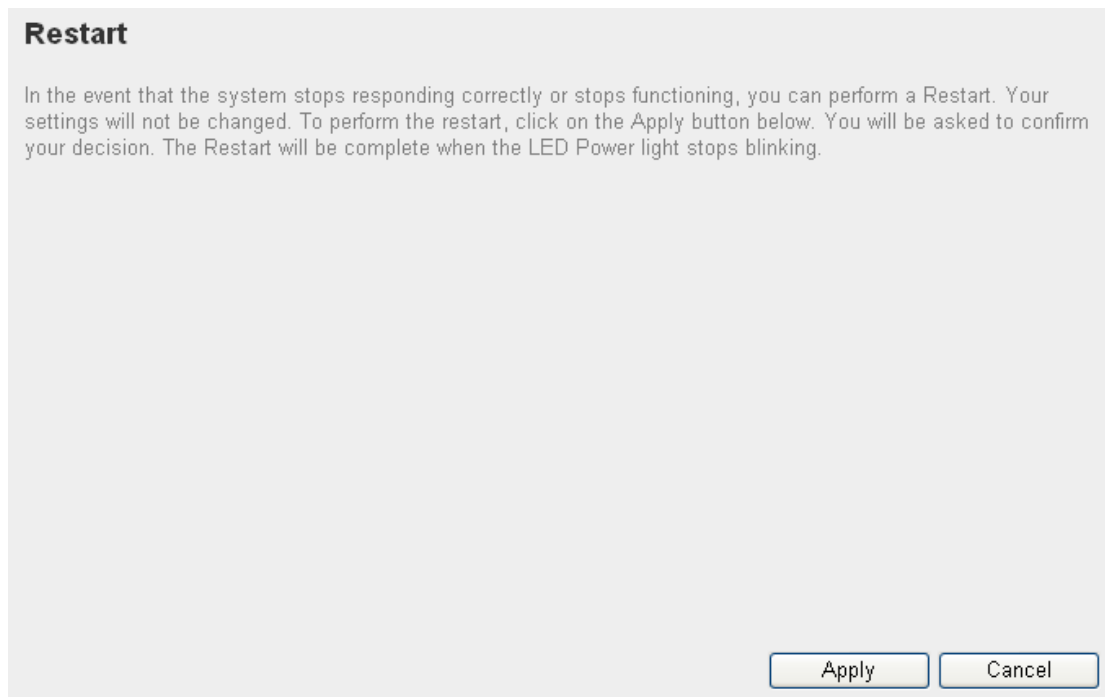 Restart
In the event that the system stops responding correctly or stops functioning, you can perform a Restart. Your
settings will not be changed. To perform the restart, click on the Apply button below. You will be asked to confirm
your decision. The Restart will be complete when the LED Power light stops blinking.
Apply Cancel